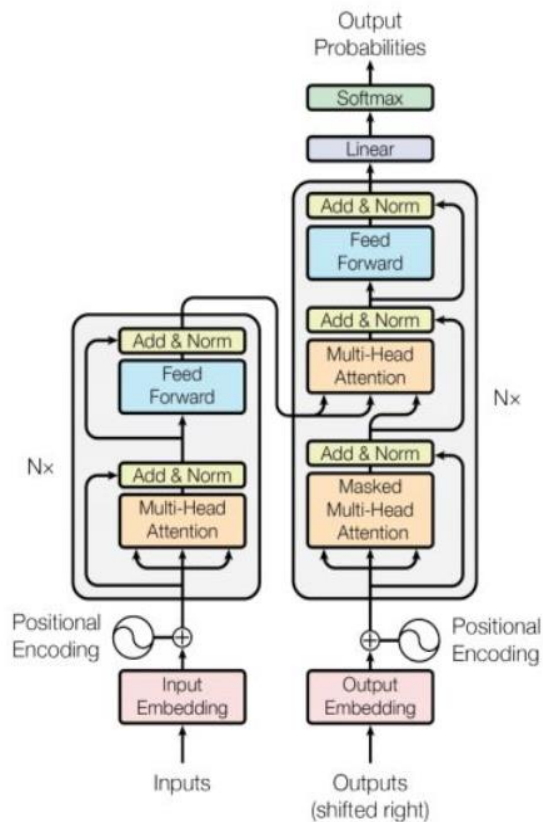 Output
Probabilities
Softmax
Linear
Add & Norm
Feed
Forward
Add & Norm
Multi-Head
Attention
Nx
Add & Norm
Masked
Multi-Head
Attention
Add & Norm
Feed
Forward
Nx
Add & Norm
Multi-Head
Attention
Positional
Encoding
Positional
Encoding
Input
Embedding
Output
Embedding
Inputs
Outputs
(shifted right)